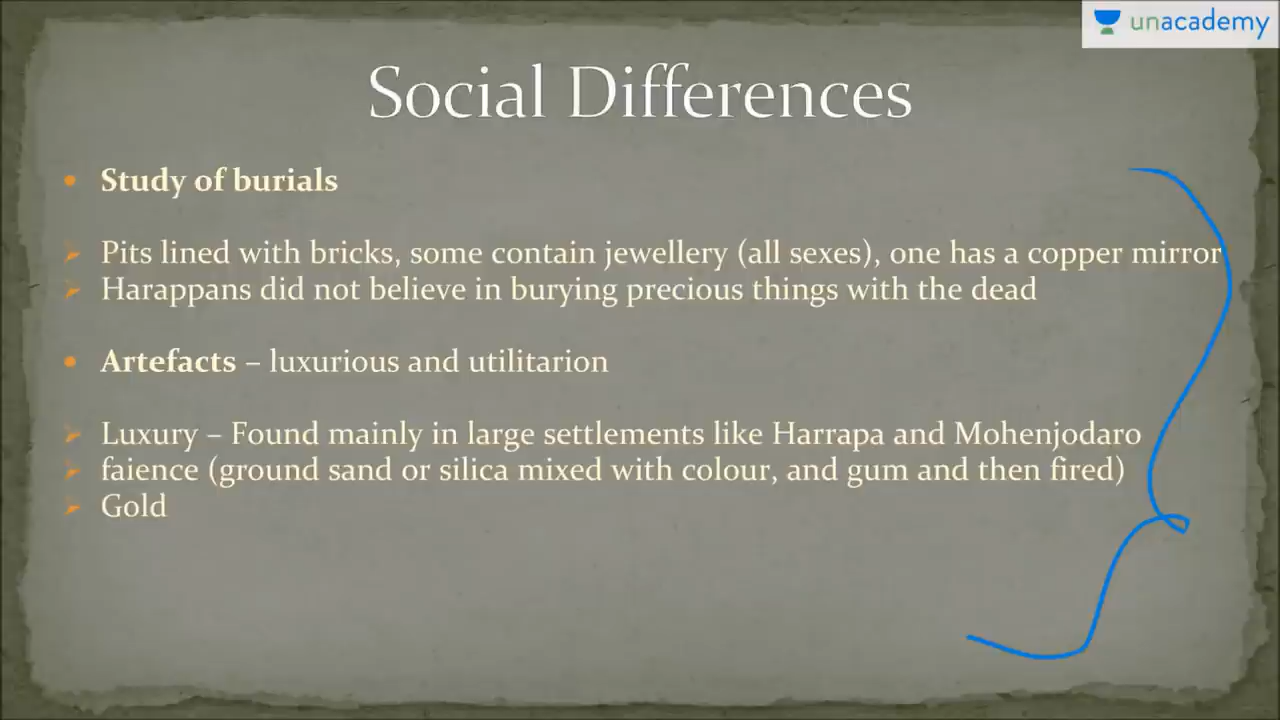 unacademy
Social Differences
Study of burials
Pits lined with bricks, some contain jewellery (all sexes), one has a copper mirror
Harappans did not believe in burying precious things with the dead
Artefacts – luxurious and utilitarion
Luxury – Found mainly in large settlements like Harrapa and Mohenjodaro
faience (ground sand or silica mixed with colour, and gum and then fired)
Gold